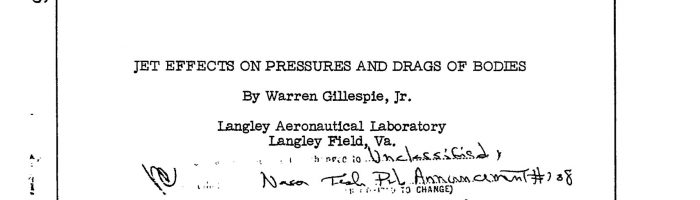 JET EFFECTS ON PRESSURES AND DRAGS OF BODIES
By Warren Gillespie, Jr.
Langley Aeronautical Laboratory
Langley Field, Va.
Unclassified
Nasa Tech Pub Announcement #
TO CHANGE)